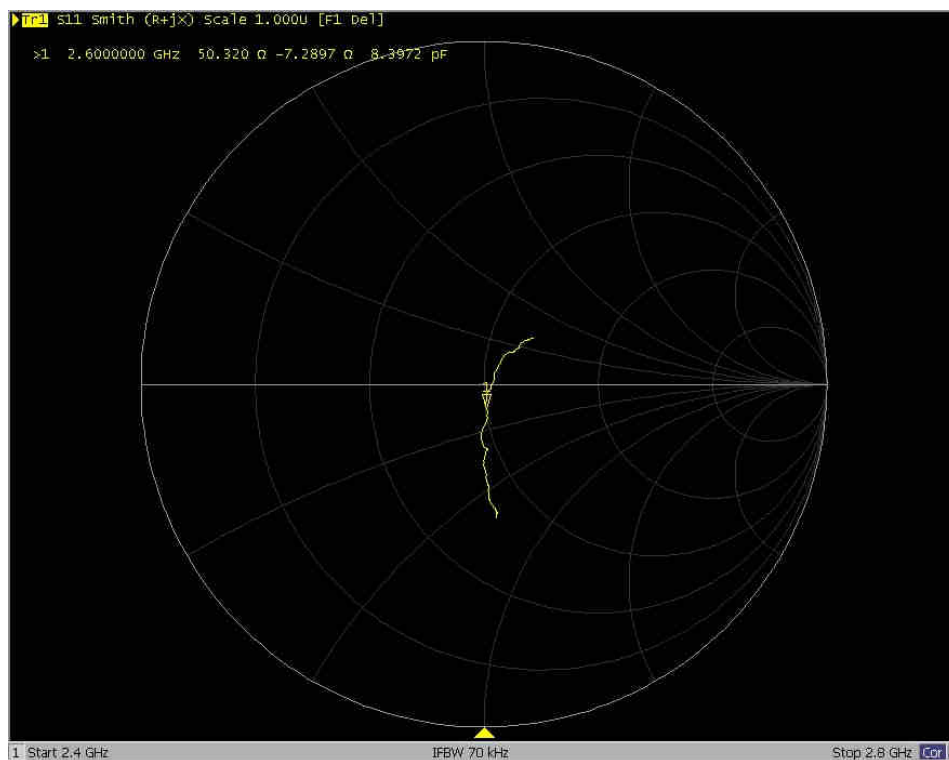 Tr1 S11 Smith (R+jX) Scale 1.000U [F1 Del]
>1 2.6000000 GHz 50.320 Ω -7.2897 Ω 8.3972 pF
1
1 Start 2.4 GHz IFBW 70 kHz Stop 2.8 GHz Cor